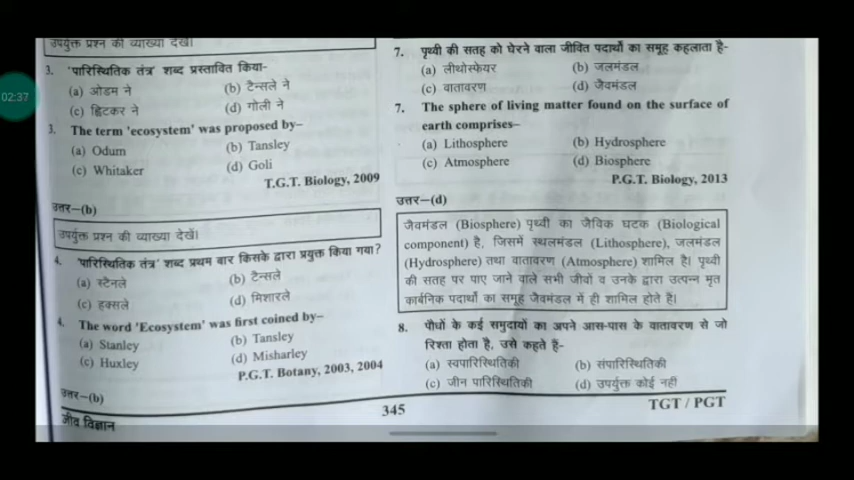 02:37
उपर्युक्त प्रश्न की व्याख्या देखें।
3. 'पारिस्थितिक तंत्र' शब्द प्रस्तावित किया-
(a) ओडम ने (b) टैन्सले ने
(c) ह्विटकर ने (d) गोली ने
3. The term 'ecosystem' was proposed by–
(a) Odum (b) Tansley
(c) Whitaker (d) Goli
T.G.T. Biology, 2009
उत्तर—(b)
उपर्युक्त प्रश्न की व्याख्या देखें।
4. 'पारिस्थितिक तंत्र' शब्द प्रथम बार किसके द्वारा प्रयुक्त किया गया?
(a) स्टैनले (b) टैन्सले
(c) हक्सले (d) मिशारले
4. The word 'Ecosystem' was first coined by–
(a) Stanley (b) Tansley
(c) Huxley (d) Misharley
P.G.T. Botany, 2003, 2004
उत्तर—(b)
जीव विज्ञान
7. पृथ्वी की सतह को घेरने वाला जीवित पदार्थों का समूह कहलाता है-
(a) लीथोस्फेयर (b) जलमंडल
(c) वातावरण (d) जैवमंडल
7. The sphere of living matter found on the surface of
earth comprises–
(a) Lithosphere (b) Hydrosphere
(c) Atmosphere (d) Biosphere
P.G.T. Biology, 2013
उत्तर—(d)
जैवमंडल (Biosphere) पृथ्वी का जैविक घटक (Biological
component) है, जिसमें स्थलमंडल (Lithosphere), जलमंडल
(Hydrosphere) तथा वातावरण (Atmosphere) शामिल है। पृथ्वी
की सतह पर पाए जाने वाले सभी जीवों व उनके द्वारा उत्पन्न मृत
कार्बनिक पदार्थों का समूह जैवमंडल में ही शामिल होते हैं।
8. पौधों के कई समुदायों का अपने आस-पास के वातावरण से जो
रिश्ता होता है, उसे कहते हैं-
(a) स्वपारिस्थितिकी (b) संपारिस्थितिकी
(c) जीन पारिस्थितिकी (d) उपर्युक्त कोई नहीं
345
TGT / PGT